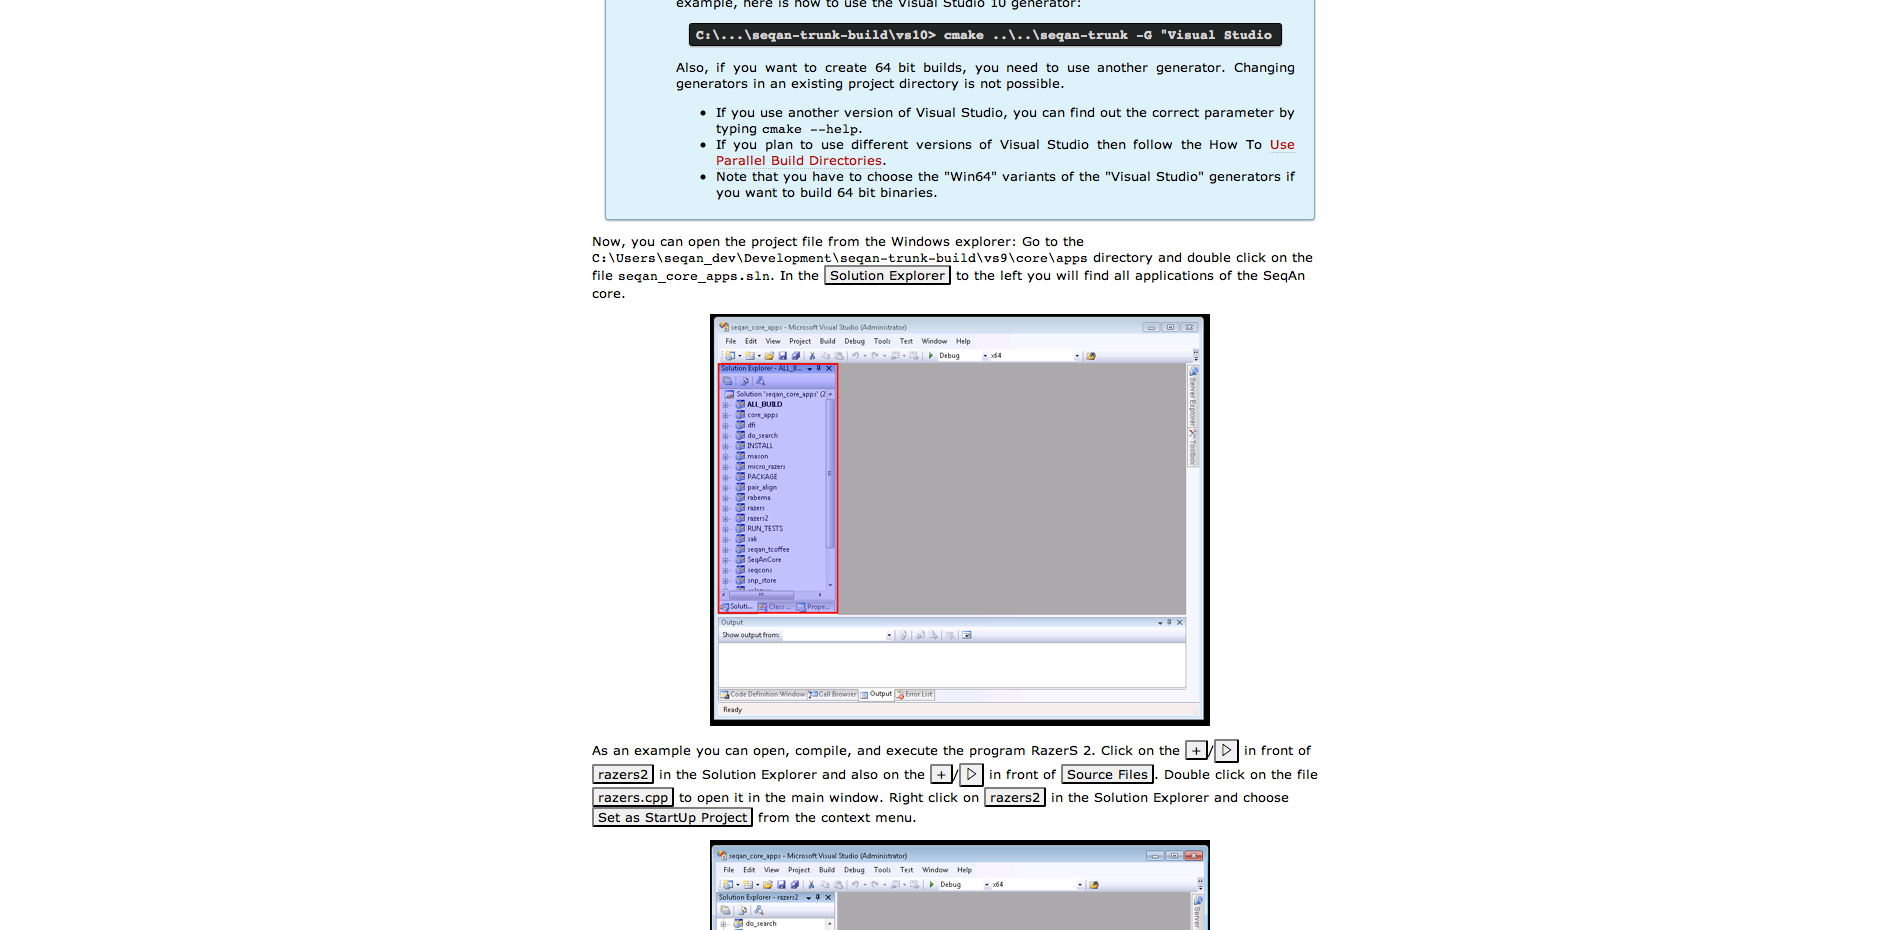 example, here is how to use the Visual Studio 10 generator:
C:\...\seqan-trunk-build\vs10> cmake ..\..\seqan-trunk -G "Visual Studio
Also, if you want to create 64 bit builds, you need to use another generator. Changing
generators in an existing project directory is not possible.
• If you use another version of Visual Studio, you can find out the correct parameter by
typing cmake --help.
• If you plan to use different versions of Visual Studio then follow the How To Use
Parallel Build Directories.
• Note that you have to choose the "Win64" variants of the "Visual Studio" generators if
you want to build 64 bit binaries.
Now, you can open the project file from the Windows explorer: Go to the
C:\Users\seqan_dev\Development\seqan-trunk-build\vs9\core\apps directory and double click on the
file seqan_core_apps.sln. In the Solution Explorer to the left you will find all applications of the SeqAn
core.
seqan_core_apps - Microsoft Visual Studio (Administrator)
File Edit View Project Build Debug Tools Test Window Help
Debug x64
Solution Explorer - ALL_B...
Solution 'seqan_core_apps' (2
ALL_BUILD
core_apps
dfi
do_search
INSTALL
mason
micro_razers
PACKAGE
pair_align
rabema
razers
razers2
RUN_TESTS
sak
seqan_tcoffee
SeqAnCore
seqcons
snp_store
Soluti... Class ... Prope...
Server Explorer
Toolbox
Output
Show output from:
Code Definition Window Call Browser Output Error List
Ready
As an example you can open, compile, and execute the program RazerS 2. Click on the +/▷ in front of
razers2 in the Solution Explorer and also on the +/▷ in front of Source Files. Double click on the file
razers.cpp to open it in the main window. Right click on razers2 in the Solution Explorer and choose
Set as StartUp Project from the context menu.
seqan_core_apps - Microsoft Visual Studio (Administrator)
File Edit View Project Build Debug Tools Test Window Help
Debug x64
Solution Explorer - razers2
do_search
Server